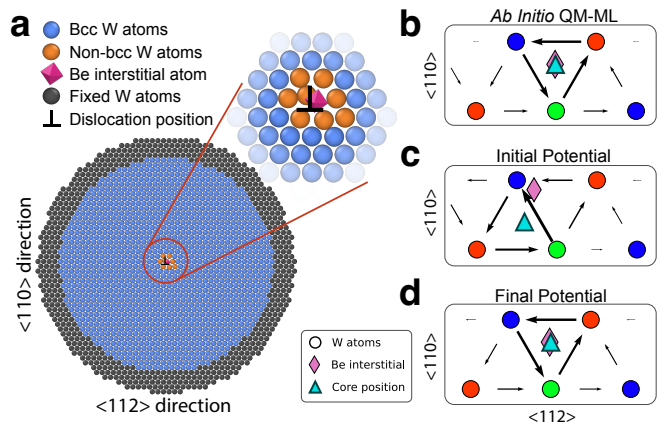 a
Bcc W atoms
Non-bcc W atoms
Be interstitial atom
Fixed W atoms
Dislocation position
<110> direction
<112> direction
W atoms
Be interstitial
Core position
b
Ab Initio QM-ML
<110>
c
Initial Potential
<110>
d
Final Potential
<110>
<112>